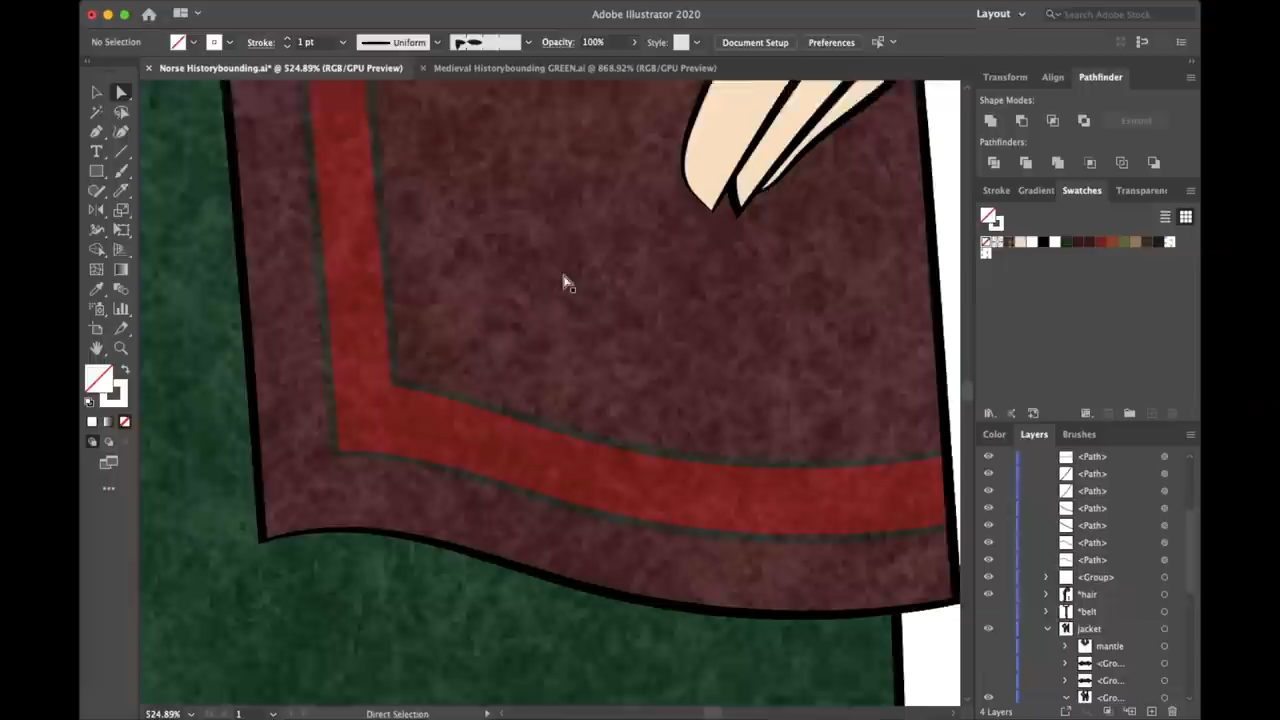 Adobe Illustrator 2020
Layout
Search Adobe Stock
No Selection
Stroke:
1 pt
Uniform
Opacity:
100%
Style:
Document Setup
Preferences
Norse Historybounding.ai* @ 524.89% (RGB/GPU Preview)
Medieval Historybounding GREEN.ai @ 868.92% (RGB/GPU Preview)
Transform
Align
Pathfinder
Shape Modes:
Expand
Pathfinders:
Stroke
Gradient
Swatches
Transparen
Color
Layers
Brushes
<Path>
<Path>
<Path>
<Path>
<Path>
<Path>
<Path>
<Group>
*hair
*belt
jacket
mantle
<Gro...
<Gro...
<Gro...
524.89%
1
Direct Selection
4 Layers